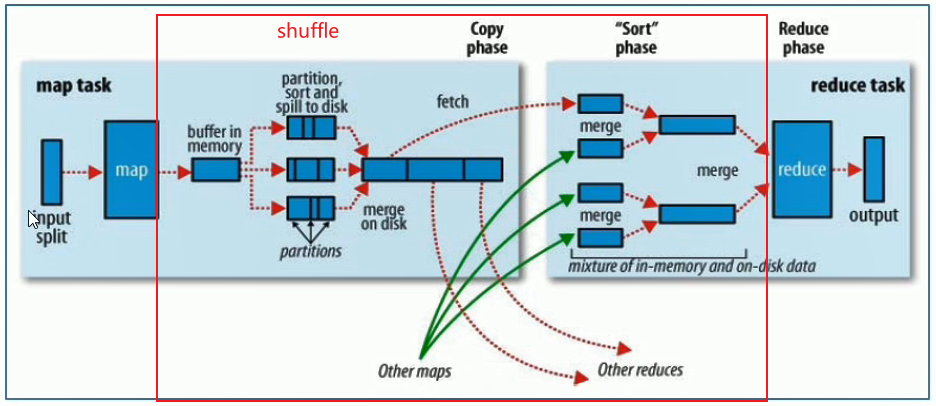 shuffle
Copy
phase
“Sort”
phase
Reduce
phase
map task
reduce task
partition,
sort and
spill to disk
fetch
buffer in
memory
map
merge
merge
reduce
merge
on disk
merge
input
split
output
partitions
mixture of in-memory and on-disk data
Other maps
Other reduces